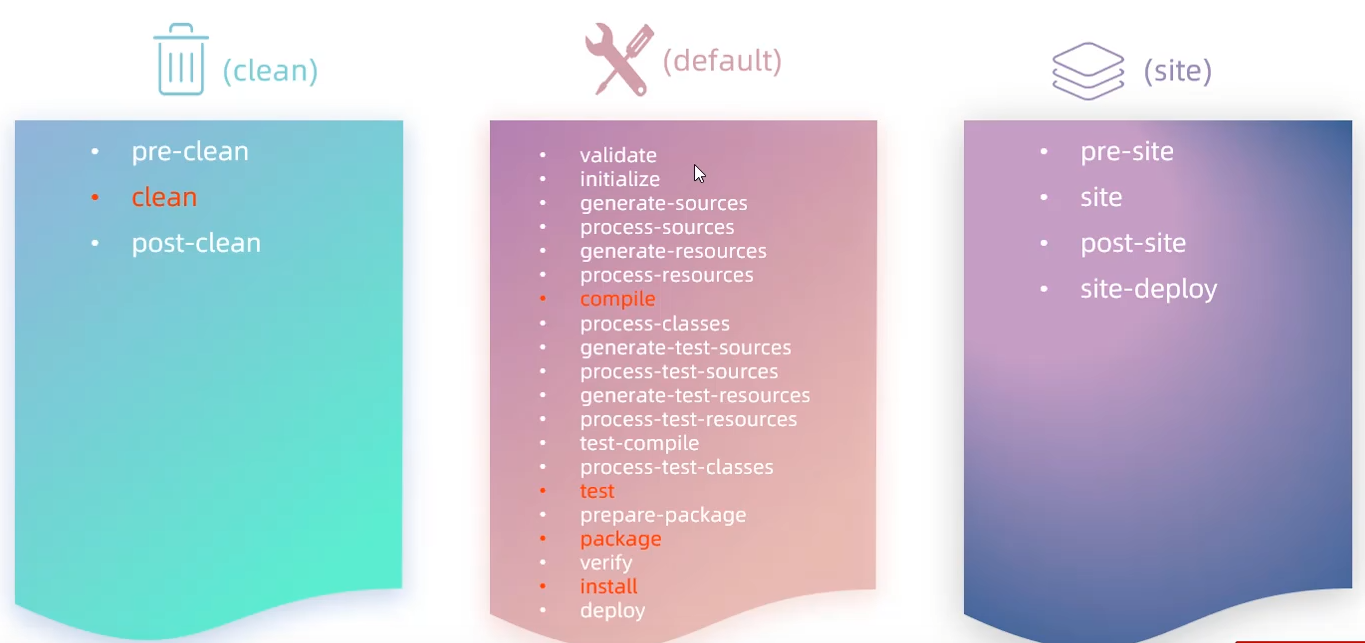 (clean)
• pre-clean
• clean
• post-clean
(default)
• validate
• initialize
• generate-sources
• process-sources
• generate-resources
• process-resources
• compile
• process-classes
• generate-test-sources
• process-test-sources
• generate-test-resources
• process-test-resources
• test-compile
• process-test-classes
• test
• prepare-package
• package
• verify
• install
• deploy
(site)
• pre-site
• site
• post-site
• site-deploy